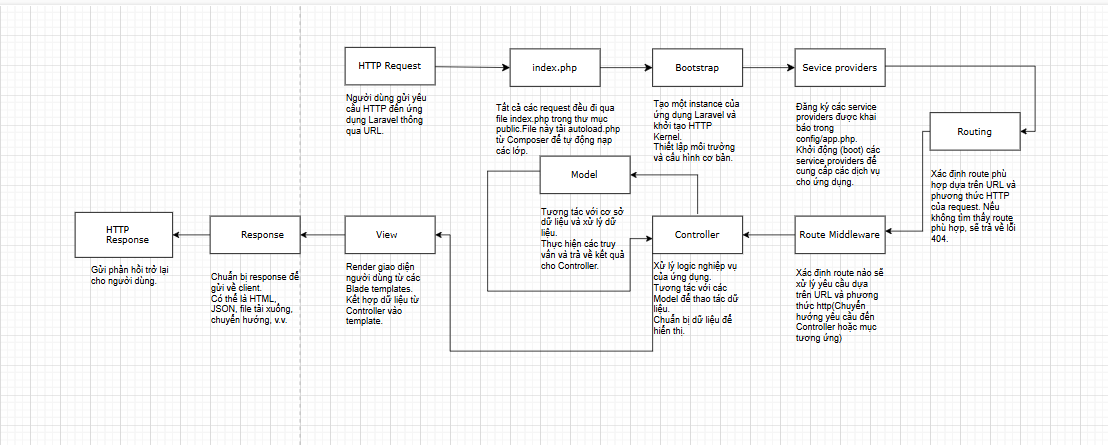 HTTP Request
index.php
Bootstrap
Sevice providers
Người dùng gửi yêu
cầu HTTP đến ứng
dụng Laravel thông
qua URL.
Tất cả các request đều đi qua
file index.php trong thư mục
public.File này tải autoload.php
từ Composer để tự động nạp
các lớp.
Tạo một instance của
ứng dụng Laravel và
khởi tạo HTTP
Kernel.
Thiết lập môi trường
và cấu hình cơ bản.
Đăng ký các service
providers được khai
báo trong
config/app.php.
Khởi động (boot) các
service providers để
cung cấp các dịch vụ
cho ứng dụng.
Routing
Xác định route phù
hợp dựa trên URL và
phương thức HTTP
của request. Nếu
không tìm thấy route
phù hợp, sẽ trả về lỗi
404.
Model
Tương tác với cơ sở
dữ liệu và xử lý dữ
liệu.
Thực hiện các truy
vấn và trả về kết quả
cho Controller.
HTTP
Response
Response
View
Controller
Route Middleware
Gửi phản hồi trở lại
cho người dùng.
Chuẩn bị response để
gửi về client.
Có thể là HTML,
JSON, file tải xuống,
chuyển hướng, v.v.
Render giao diện
người dùng từ các
Blade templates.
Kết hợp dữ liệu từ
Controller vào
template.
Xử lý logic nghiệp vụ
của ứng dụng.
Tương tác với các
Model để thao tác dữ
liệu.
Chuẩn bị dữ liệu để
hiển thị.
Xác định route nào sẽ
xử lý yêu cầu dựa
trên URL và phương
thức http(Chuyển
hướng yêu cầu đến
Controller hoặc mục
tương ứng)